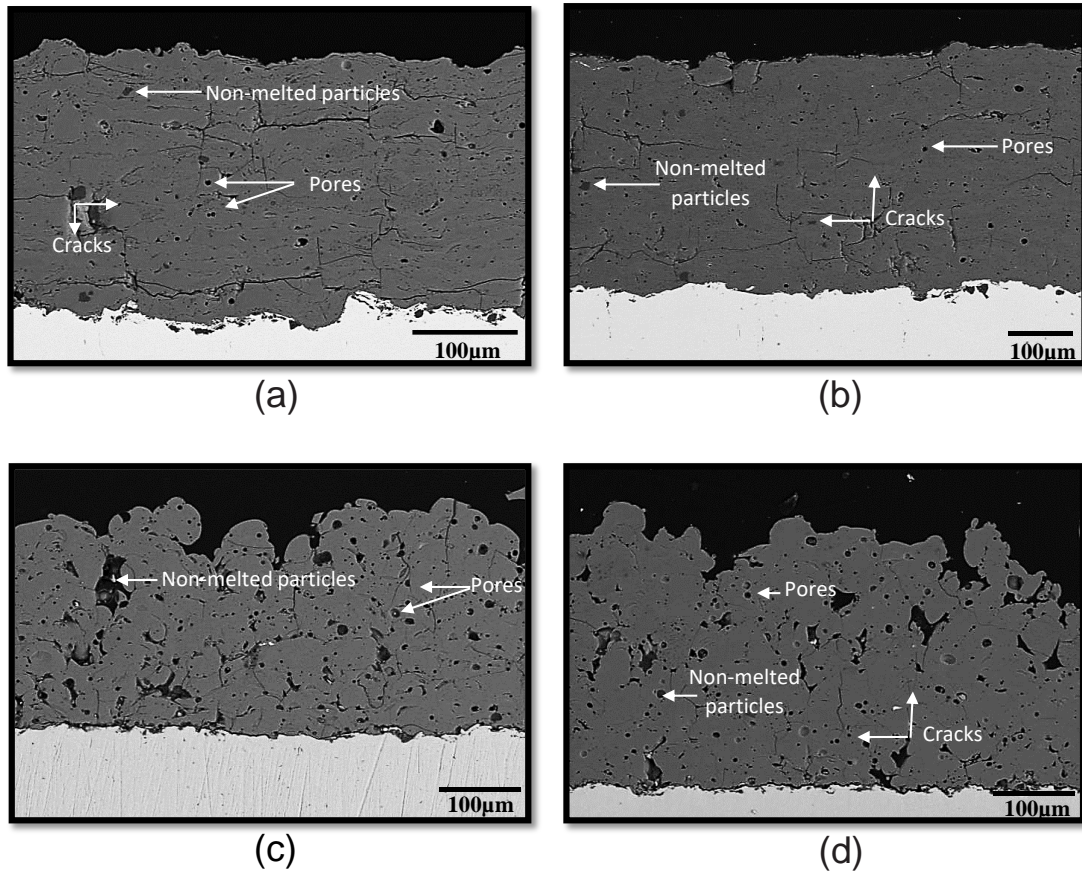 Non-melted particles
Pores
Cracks
100µm
(a)
Pores
Non-melted
particles
Cracks
100µm
(b)
Non-melted particles
Pores
100µm
(c)
Pores
Non-melted
particles
Cracks
100µm
(d)